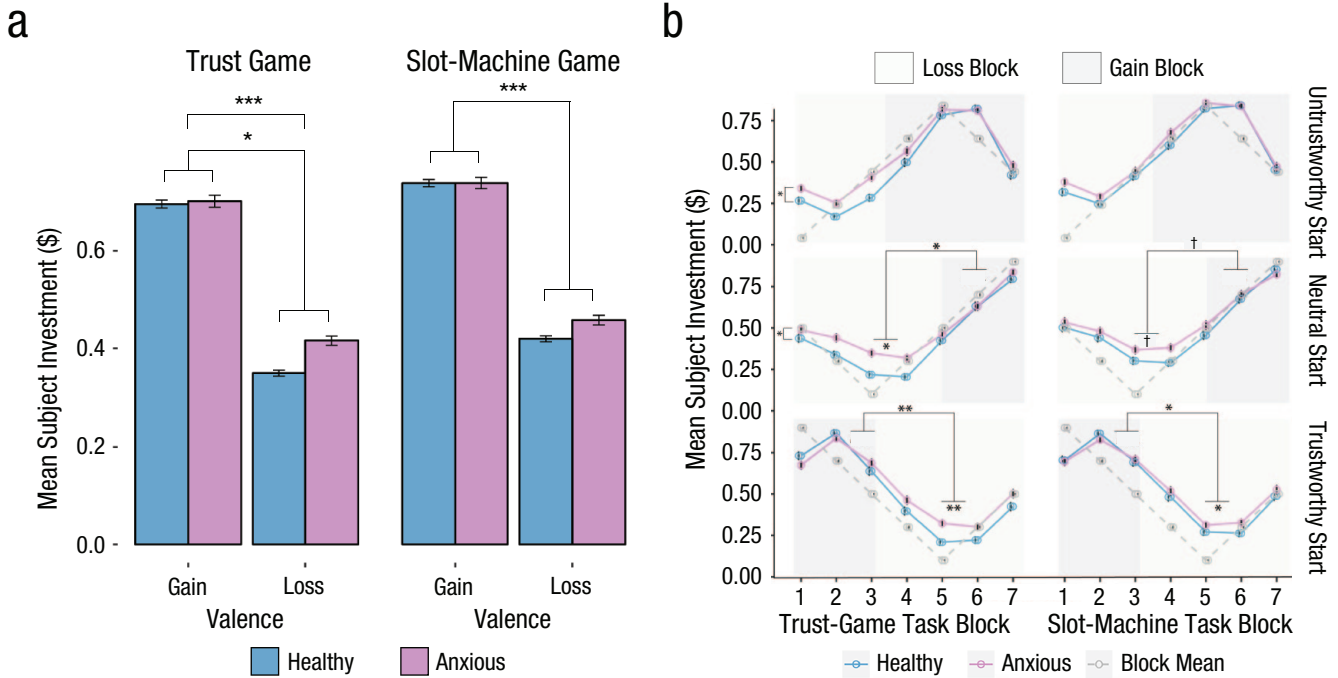 a
Trust Game
Slot-Machine Game
***
*
***
Mean Subject Investment ($)
0.6
0.4
0.2
0.0
Gain
Loss
Valence
Gain
Loss
Valence
Healthy
Anxious
b
Loss Block
Gain Block
Mean Subject Investment ($)
0.75
0.50
0.25
0.00
*
Untrustworthy Start
0.75
0.50
0.25
0.00
*
*
*
†
†
Neutral Start
0.75
0.50
0.25
0.00
**
**
*
*
Trustworthy Start
1 2 3 4 5 6 7
1 2 3 4 5 6 7
Trust-Game Task Block
Slot-Machine Task Block
Healthy
Anxious
Block Mean